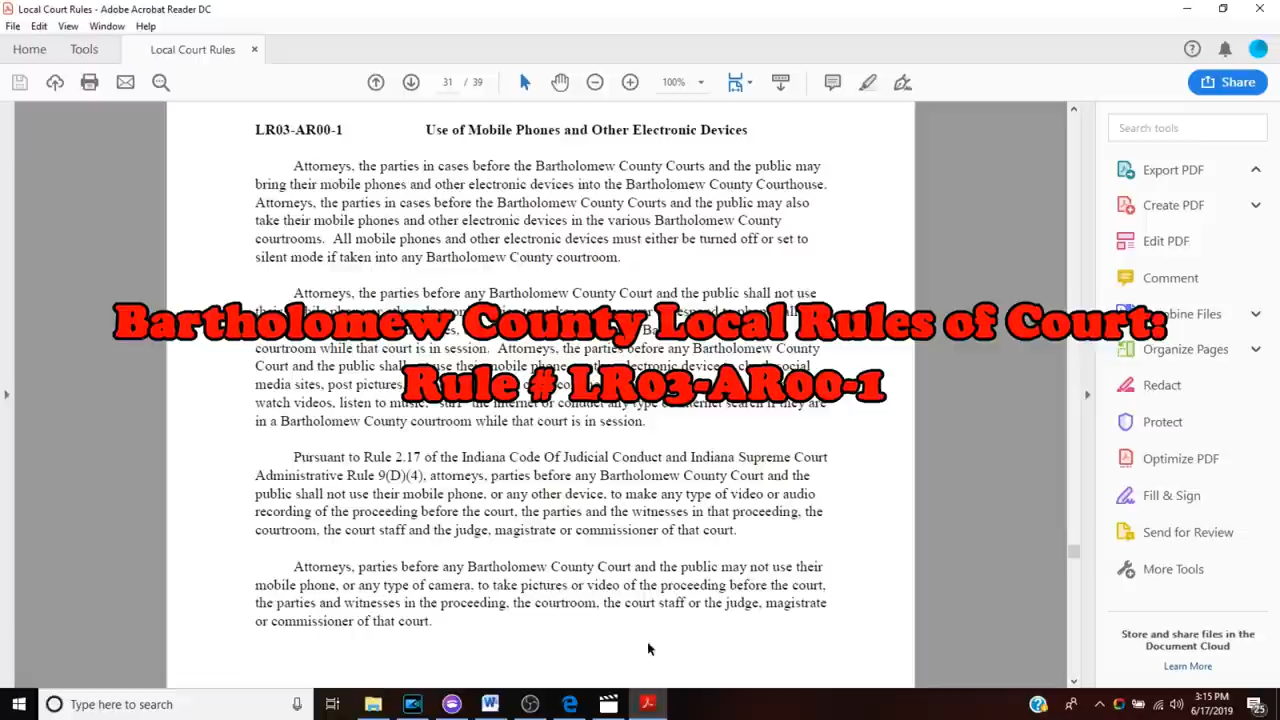 Local Court Rules - Adobe Acrobat Reader DC
File Edit View Window Help
Home Tools Local Court Rules ×
31 / 39 100% Share
LR03-AR00-1 Use of Mobile Phones and Other Electronic Devices
Attorneys, the parties in cases before the Bartholomew County Courts and the public may
bring their mobile phones and other electronic devices into the Bartholomew County Courthouse.
Attorneys, the parties in cases before the Bartholomew County Courts and the public may also
take their mobile phones and other electronic devices in the various Bartholomew County
courtrooms. All mobile phones and other electronic devices must either be turned off or set to
silent mode if taken into any Bartholomew County courtroom.
Attorneys, the parties before any Bartholomew County Court and the public shall not use
Bartholomew County Local Rules of Court:
courtroom while that court is in session. Attorneys, the parties before any Bartholomew County
Court and the public shall
media sites, post pictures,
Rule # LR03-AR00-1
watch videos, listen to music, "surf" the internet or conduct any type of internet search if they are
in a Bartholomew County courtroom while that court is in session.
Pursuant to Rule 2.17 of the Indiana Code Of Judicial Conduct and Indiana Supreme Court
Administrative Rule 9(D)(4), attorneys, parties before any Bartholomew County Court and the
public shall not use their mobile phone, or any other device, to make any type of video or audio
recording of the proceeding before the court, the parties and the witnesses in that proceeding, the
courtroom, the court staff and the judge, magistrate or commissioner of that court.
Attorneys, parties before any Bartholomew County Court and the public may not use their
mobile phone, or any type of camera, to take pictures or video of the proceeding before the court,
the parties and witnesses in the proceeding, the courtroom, the court staff or the judge, magistrate
or commissioner of that court.
Search tools
Export PDF
Create PDF
Edit PDF
Comment
Files
Organize Pages
Redact
Protect
Optimize PDF
Fill & Sign
Send for Review
More Tools
Store and share files in the
Document Cloud
Learn More
Type here to search
3:15 PM
6/17/2019
25